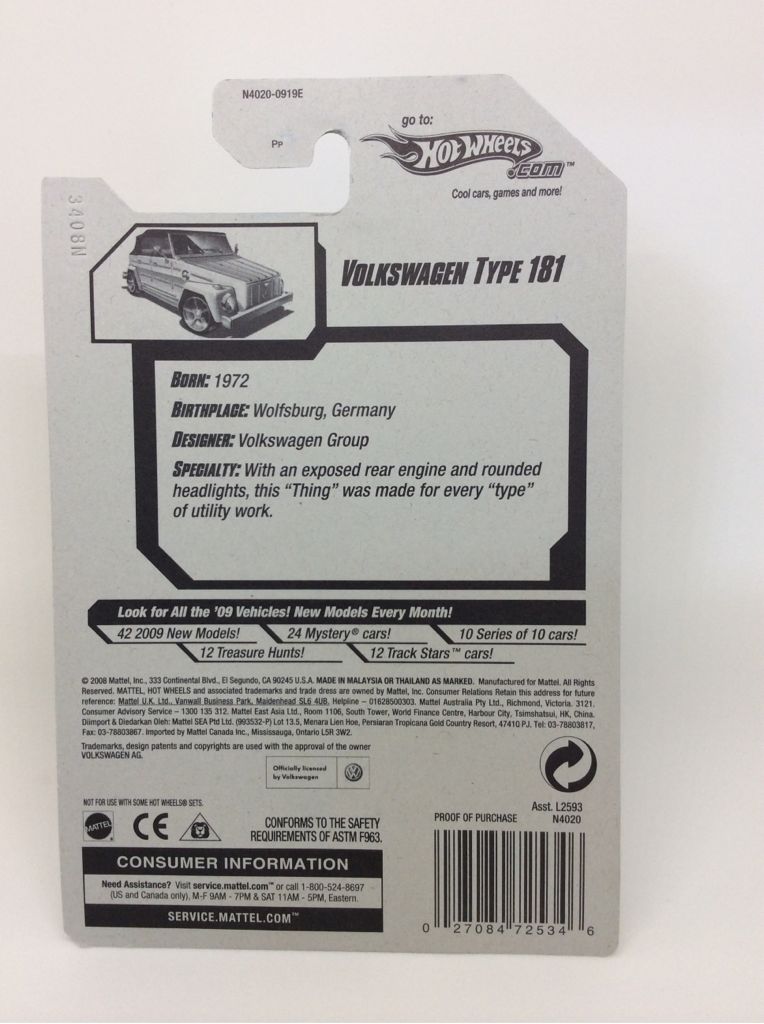 N4020-0919E
PP
go to:
HOT WHEELS
.COM™
Cool cars, games and more!
3408N
VOLKSWAGEN TYPE 181
BORN: 1972
BIRTHPLACE: Wolfsburg, Germany
DESIGNER: Volkswagen Group
SPECIALTY: With an exposed rear engine and rounded
headlights, this “Thing” was made for every “type”
of utility work.
Look for All the '09 Vehicles! New Models Every Month!
42 2009 New Models! 24 Mystery® cars! 10 Series of 10 cars!
12 Treasure Hunts! 12 Track Stars™ cars!
© 2008 Mattel, Inc., 333 Continental Blvd., El Segundo, CA 90245 U.S.A. MADE IN MALAYSIA OR THAILAND AS MARKED. Manufactured for Mattel. All Rights
Reserved. MATTEL, HOT WHEELS and associated trademarks and trade dress are owned by Mattel, Inc. Consumer Relations Retain this address for future
reference: Mattel U.K. Ltd., Vanwall Business Park, Maidenhead SL6 4UB. Helpline – 01628500303. Mattel Australia Pty Ltd., Richmond, Victoria. 3121.
Consumer Advisory Service – 1300 135 312. Mattel East Asia Ltd., Room 1106, South Tower, World Finance Centre, Harbour City, Tsimshatsui, HK, China.
Diimport & Diedarkan Oleh: Mattel SEA Ptd Ltd. (993532-P) Lot 13.5, Menara Lien Hoe, Persiaran Tropicana Gold Country Resort, 47410 PJ. Tel: 03-78803817,
Fax: 03-78803867. Imported by Mattel Canada Inc., Mississauga, Ontario L5R 3W2.
Trademarks, design patents and copyrights are used with the approval of the owner
VOLKSWAGEN AG.
Officially licensed
by Volkswagen
NOT FOR USE WITH SOME HOT WHEELS® SETS.
MATTEL
CE
CONFORMS TO THE SAFETY
REQUIREMENTS OF ASTM F963.
Asst. L2593
PROOF OF PURCHASE N4020
CONSUMER INFORMATION
Need Assistance? Visit service.mattel.com™ or call 1-800-524-8697
(US and Canada only), M-F 9AM - 7PM & SAT 11AM - 5PM, Eastern.
SERVICE.MATTEL.COM™
0 27084 72534 6